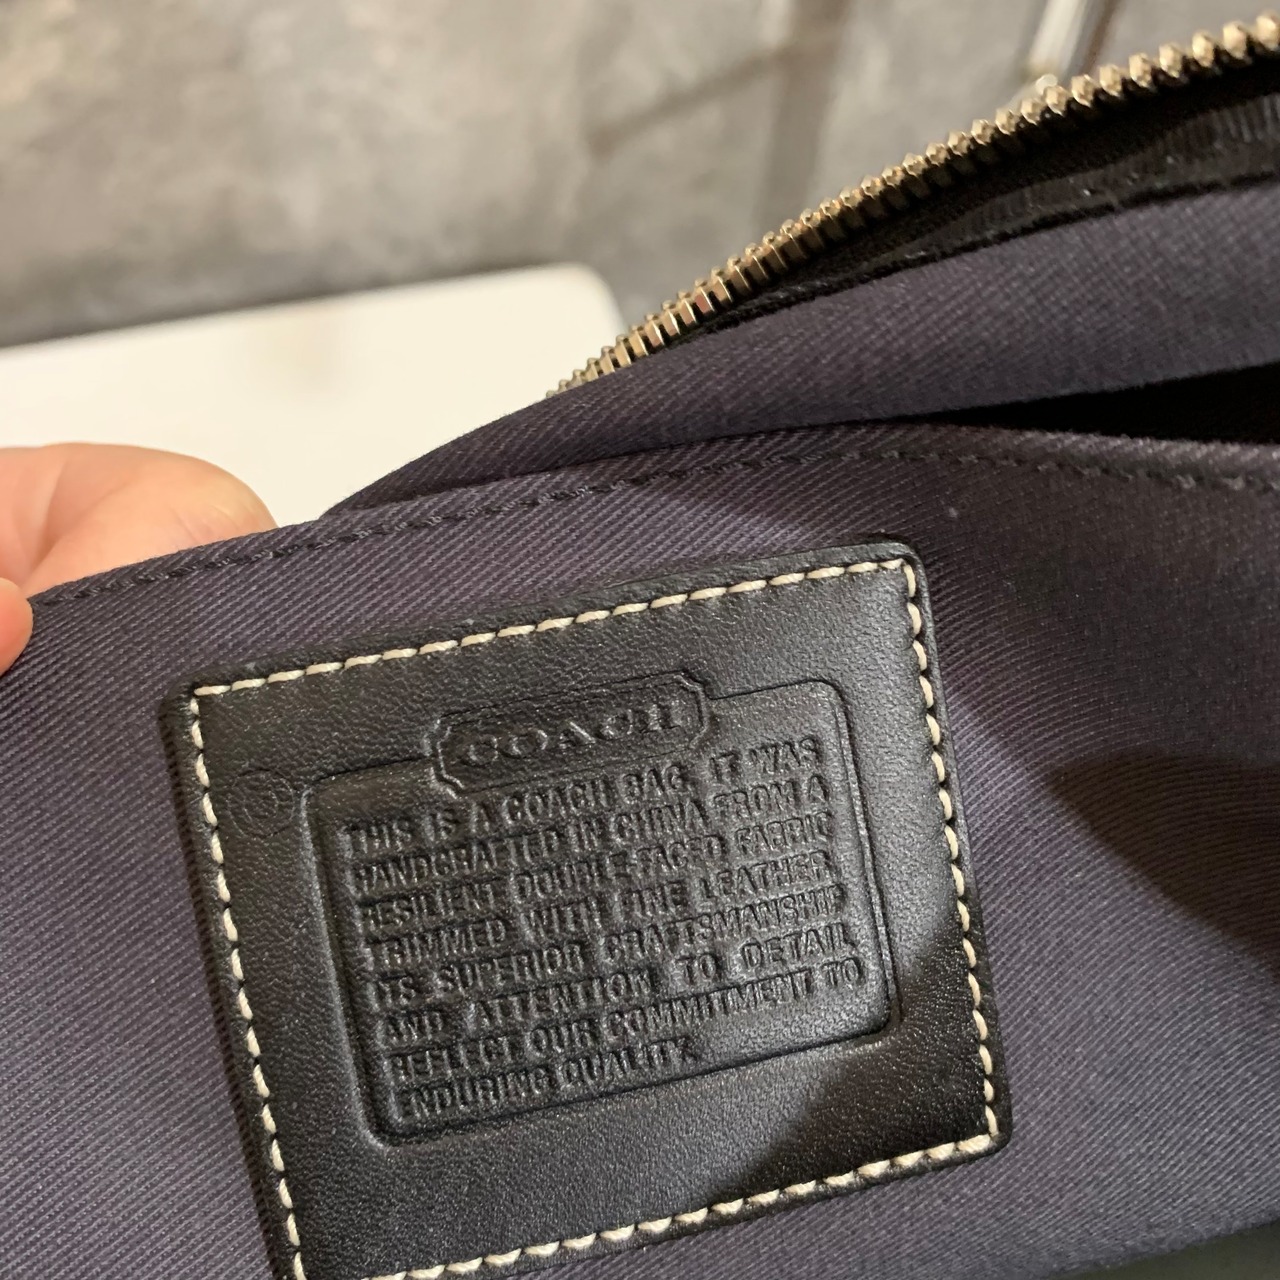 COACH
THIS IS A COACH BAG. IT WAS
HANDCRAFTED IN CHINA FROM A
RESILIENT DOUBLE-FACED FABRIC
TRIMMED WITH FINE LEATHER.
ITS SUPERIOR CRAFTSMANSHIP
AND ATTENTION TO DETAIL
REFLECT OUR COMMITMENT TO
ENDURING QUALITY.